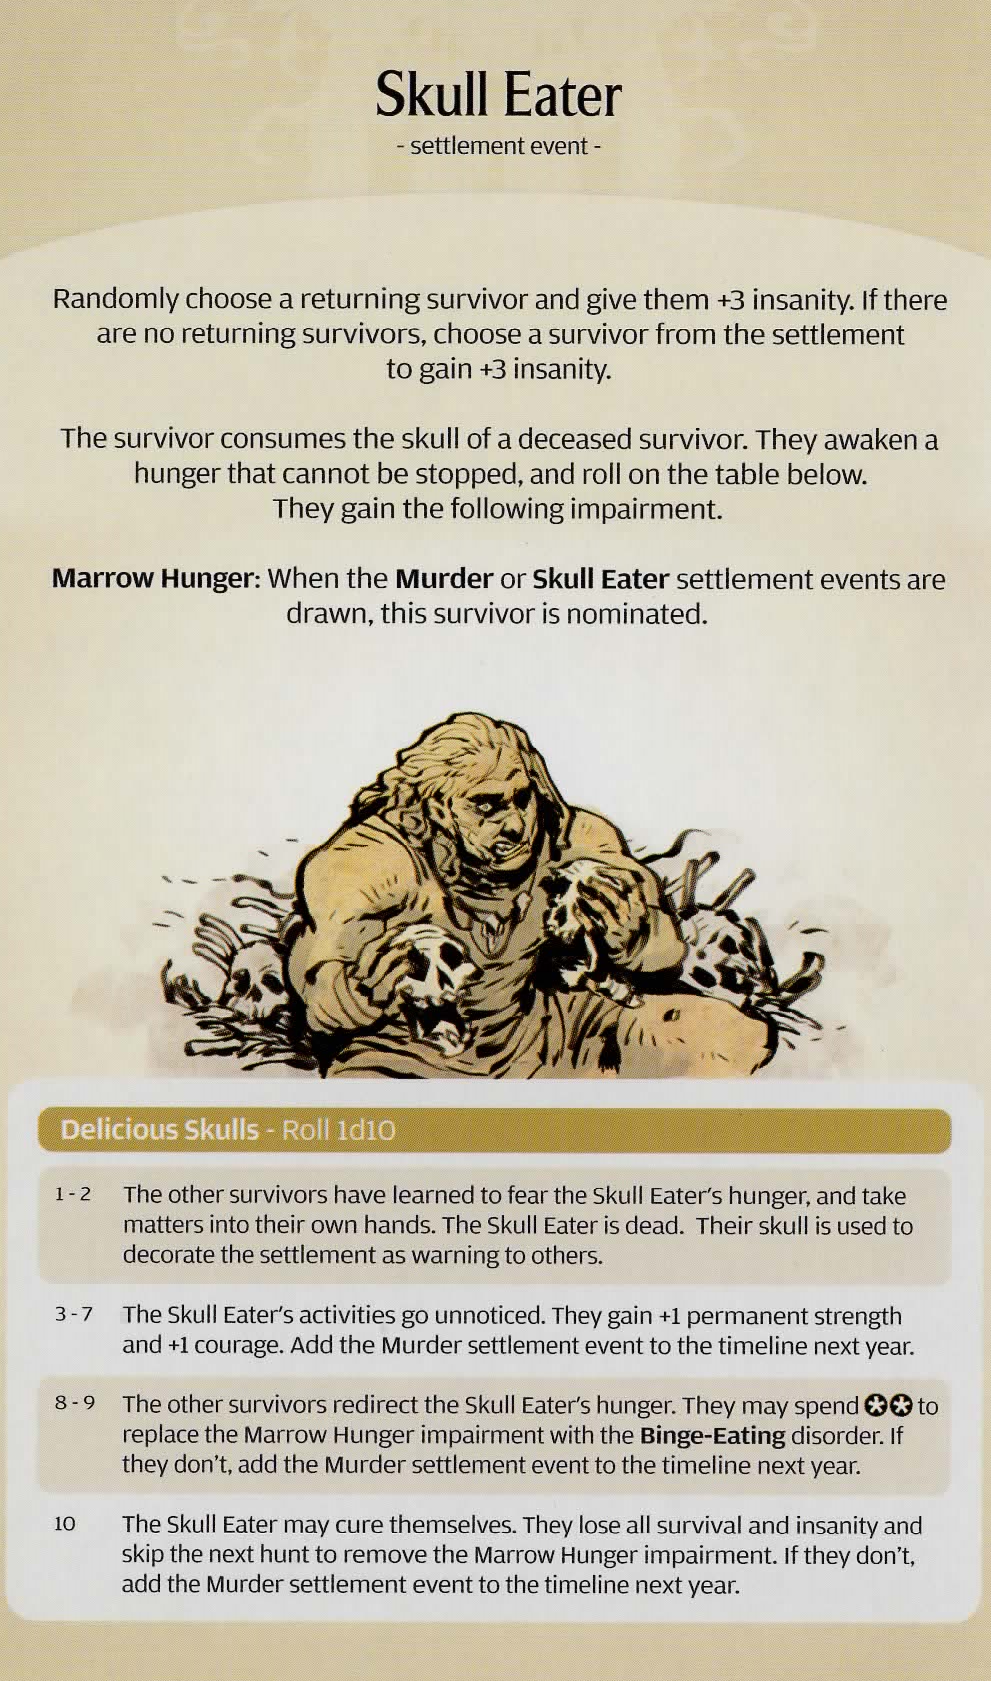 Skull Eater
- settlement event -
Randomly choose a returning survivor and give them +3 insanity. If there
are no returning survivors, choose a survivor from the settlement
to gain +3 insanity.
The survivor consumes the skull of a deceased survivor. They awaken a
hunger that cannot be stopped, and roll on the table below.
They gain the following impairment.
Marrow Hunger: When the Murder or Skull Eater settlement events are
drawn, this survivor is nominated.
Delicious Skulls - Roll 1d10
1 - 2 The other survivors have learned to fear the Skull Eater's hunger, and take
matters into their own hands. The Skull Eater is dead. Their skull is used to
decorate the settlement as warning to others.
3 - 7 The Skull Eater's activities go unnoticed. They gain +1 permanent strength
and +1 courage. Add the Murder settlement event to the timeline next year.
8 - 9 The other survivors redirect the Skull Eater's hunger. They may spend ✪✪ to
replace the Marrow Hunger impairment with the Binge-Eating disorder. If
they don't, add the Murder settlement event to the timeline next year.
10 The Skull Eater may cure themselves. They lose all survival and insanity and
skip the next hunt to remove the Marrow Hunger impairment. If they don't,
add the Murder settlement event to the timeline next year.